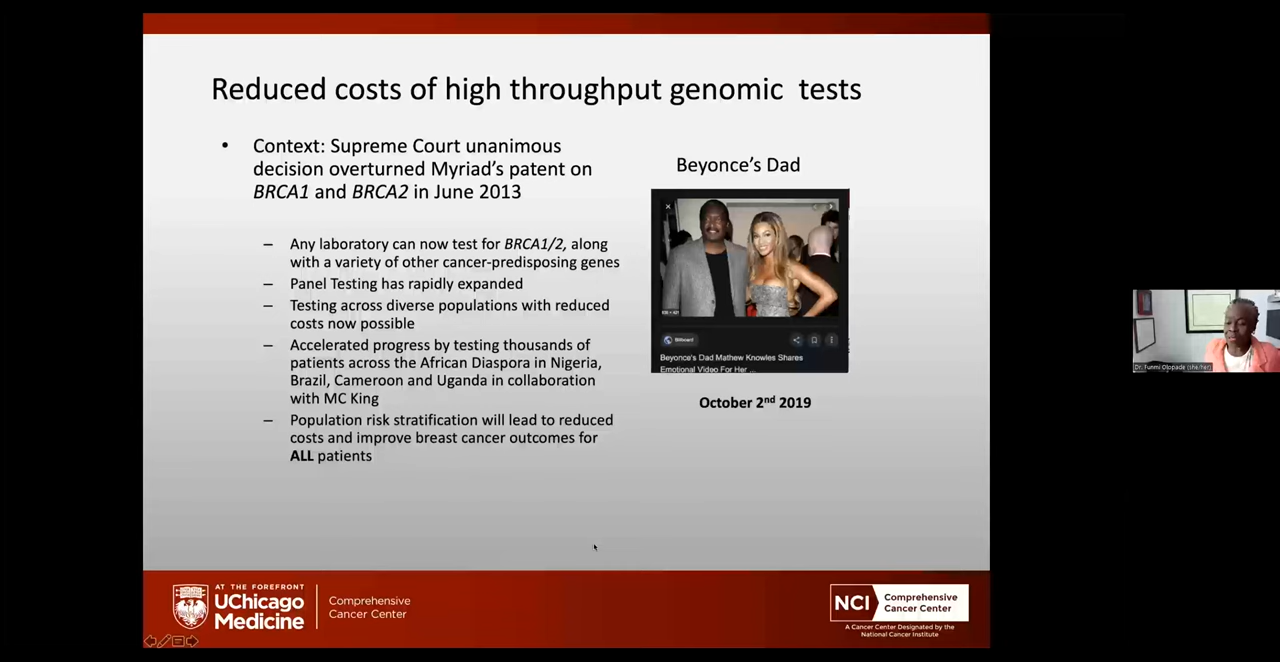 Reduced costs of high throughput genomic tests
• Context: Supreme Court unanimous
decision overturned Myriad's patent on
BRCA1 and BRCA2 in June 2013
– Any laboratory can now test for BRCA1/2, along
with a variety of other cancer-predisposing genes
– Panel Testing has rapidly expanded
– Testing across diverse populations with reduced
costs now possible
– Accelerated progress by testing thousands of
patients across the African Diaspora in Nigeria,
Brazil, Cameroon and Uganda in collaboration
with MC King
– Population risk stratification will lead to reduced
costs and improve breast cancer outcomes for
ALL patients
Beyonce's Dad
Billboard
Beyonce's Dad Mathew Knowles Shares
Emotional Video For Her ...
October 2nd 2019
Dr. Funmi Olopade (she/her)
AT THE FOREFRONT
UChicago
Medicine
Comprehensive
Cancer Center
NCI
Comprehensive
Cancer Center
A Cancer Center Designated by the
National Cancer Institute